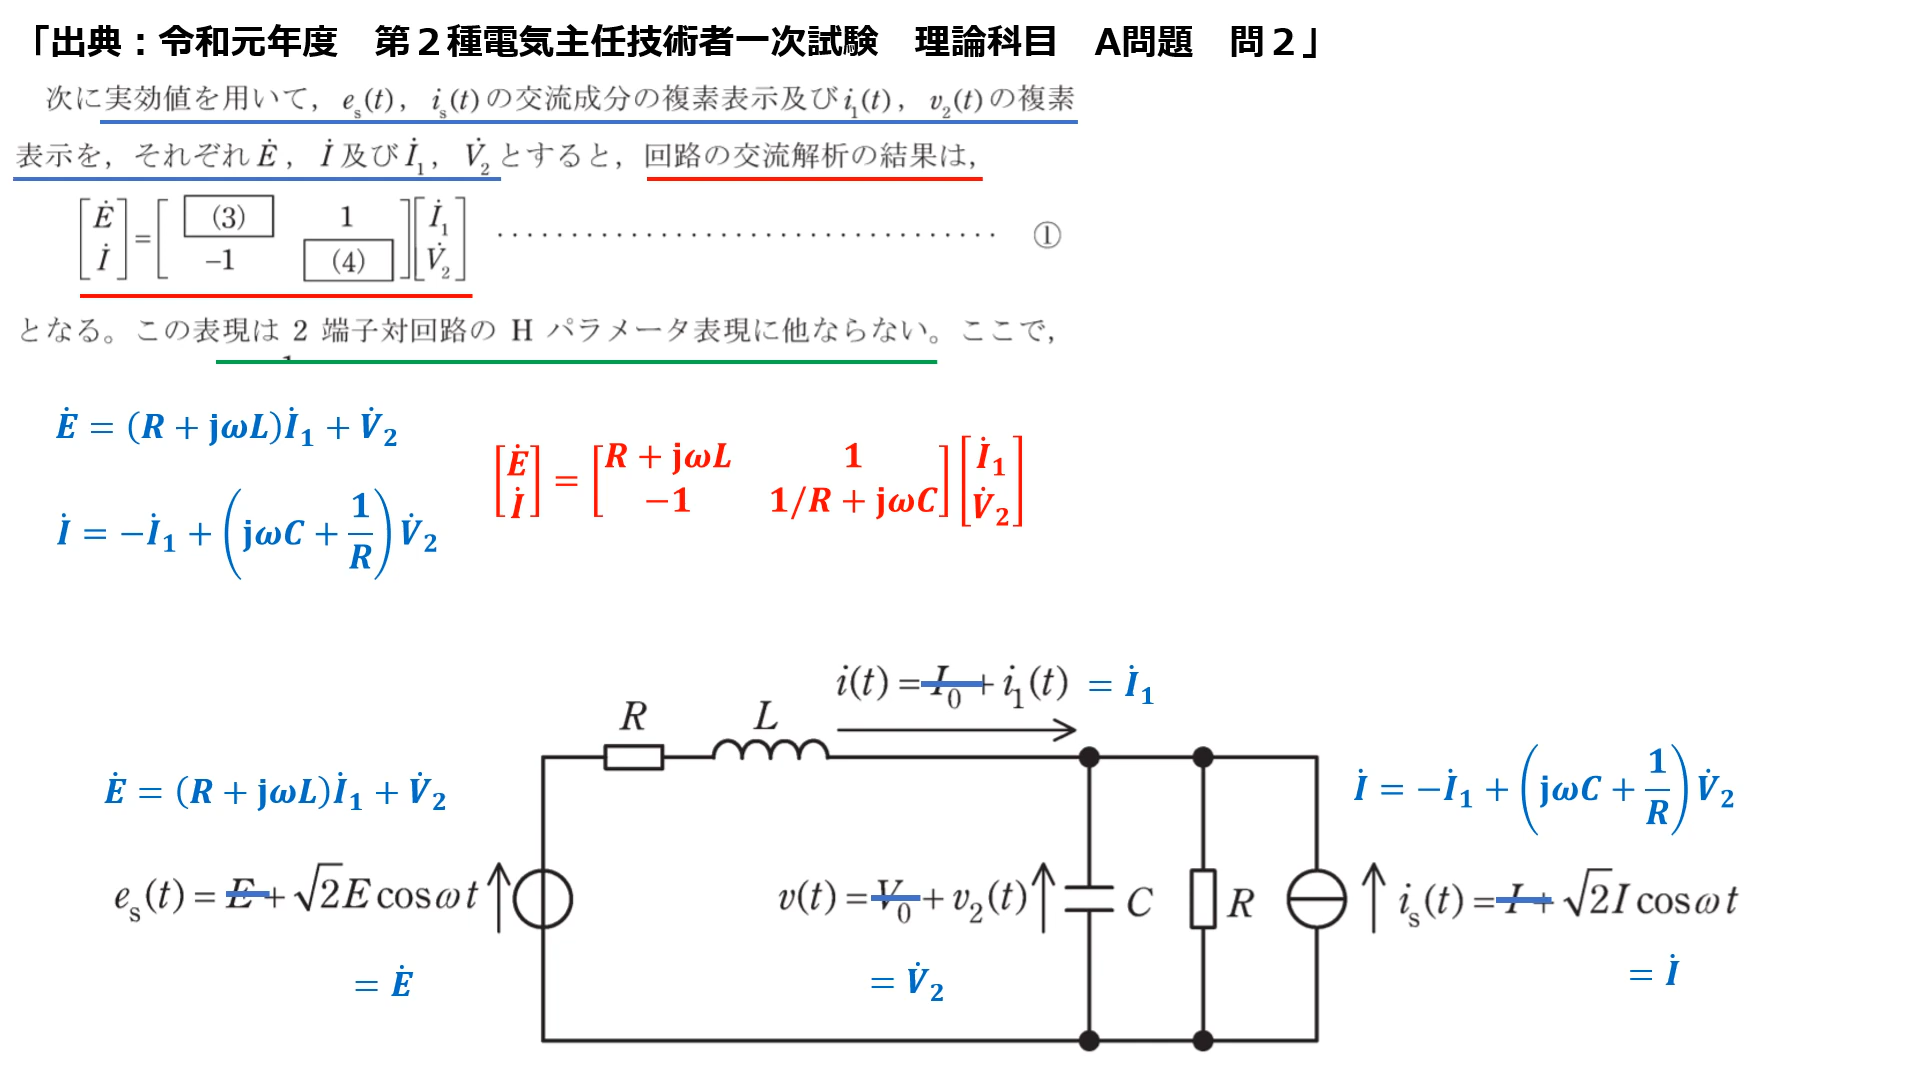 「出典：令和元年度　第２種電気主任技術者一次試験　理論科目　A問題　問２」
次に実効値を用いて，e_s(t)，i_s(t)の交流成分の複素表示及びi_1(t)，v_2(t)の複素
表示を，それぞれĖ，İ及びİ_1，V̇_2とすると，回路の交流解析の結果は，
[Ė İ] = [(3) 1 −1 (4)] [İ_1 V̇_2] ·································· ①
となる。この表現は 2 端子対回路の H パラメータ表現に他ならない。ここで，
Ė = (R + jωL)İ_1 + V̇_2
İ = −İ_1 + (jωC + 1/R) V̇_2
[Ė İ] = [R + jωL 1 −1 1/R + jωC] [İ_1 V̇_2]
i(t) = I_0 + i_1(t) = İ_1
R
L
Ė = (R + jωL)İ_1 + V̇_2
İ = −İ_1 + (jωC + 1/R) V̇_2
e_s(t) = E + √2E cosωt
v(t) = V_0 + v_2(t)
C
R
i_s(t) = I + √2I cosωt
= Ė
= V̇_2
= İ